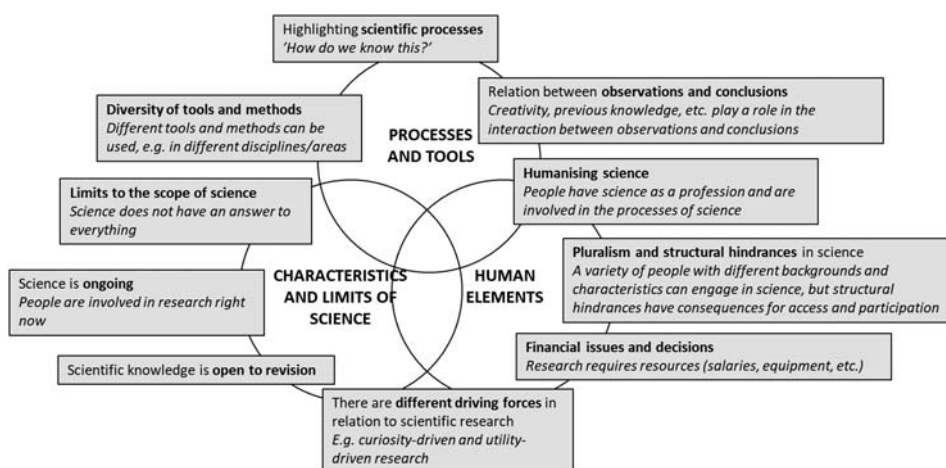 Highlighting scientific processes
'How do we know this?'
Relation between observations and conclusions
Creativity, previous knowledge, etc. play a role in the
interaction between observations and conclusions
Diversity of tools and methods
Different tools and methods can be
used, e.g. in different disciplines/areas
PROCESSES
AND TOOLS
Humanising science
People have science as a profession and are
involved in the processes of science
Limits to the scope of science
Science does not have an answer to
everything
Pluralism and structural hindrances in science
A variety of people with different backgrounds and
characteristics can engage in science, but structural
hindrances have consequences for access and participation
CHARACTERISTICS
AND LIMITS OF
SCIENCE
HUMAN
ELEMENTS
Science is ongoing
People are involved in research right
now
Financial issues and decisions
Research requires resources (salaries, equipment, etc.)
Scientific knowledge is open to revision
There are different driving forces in
relation to scientific research
E.g. curiosity-driven and utility-
driven research